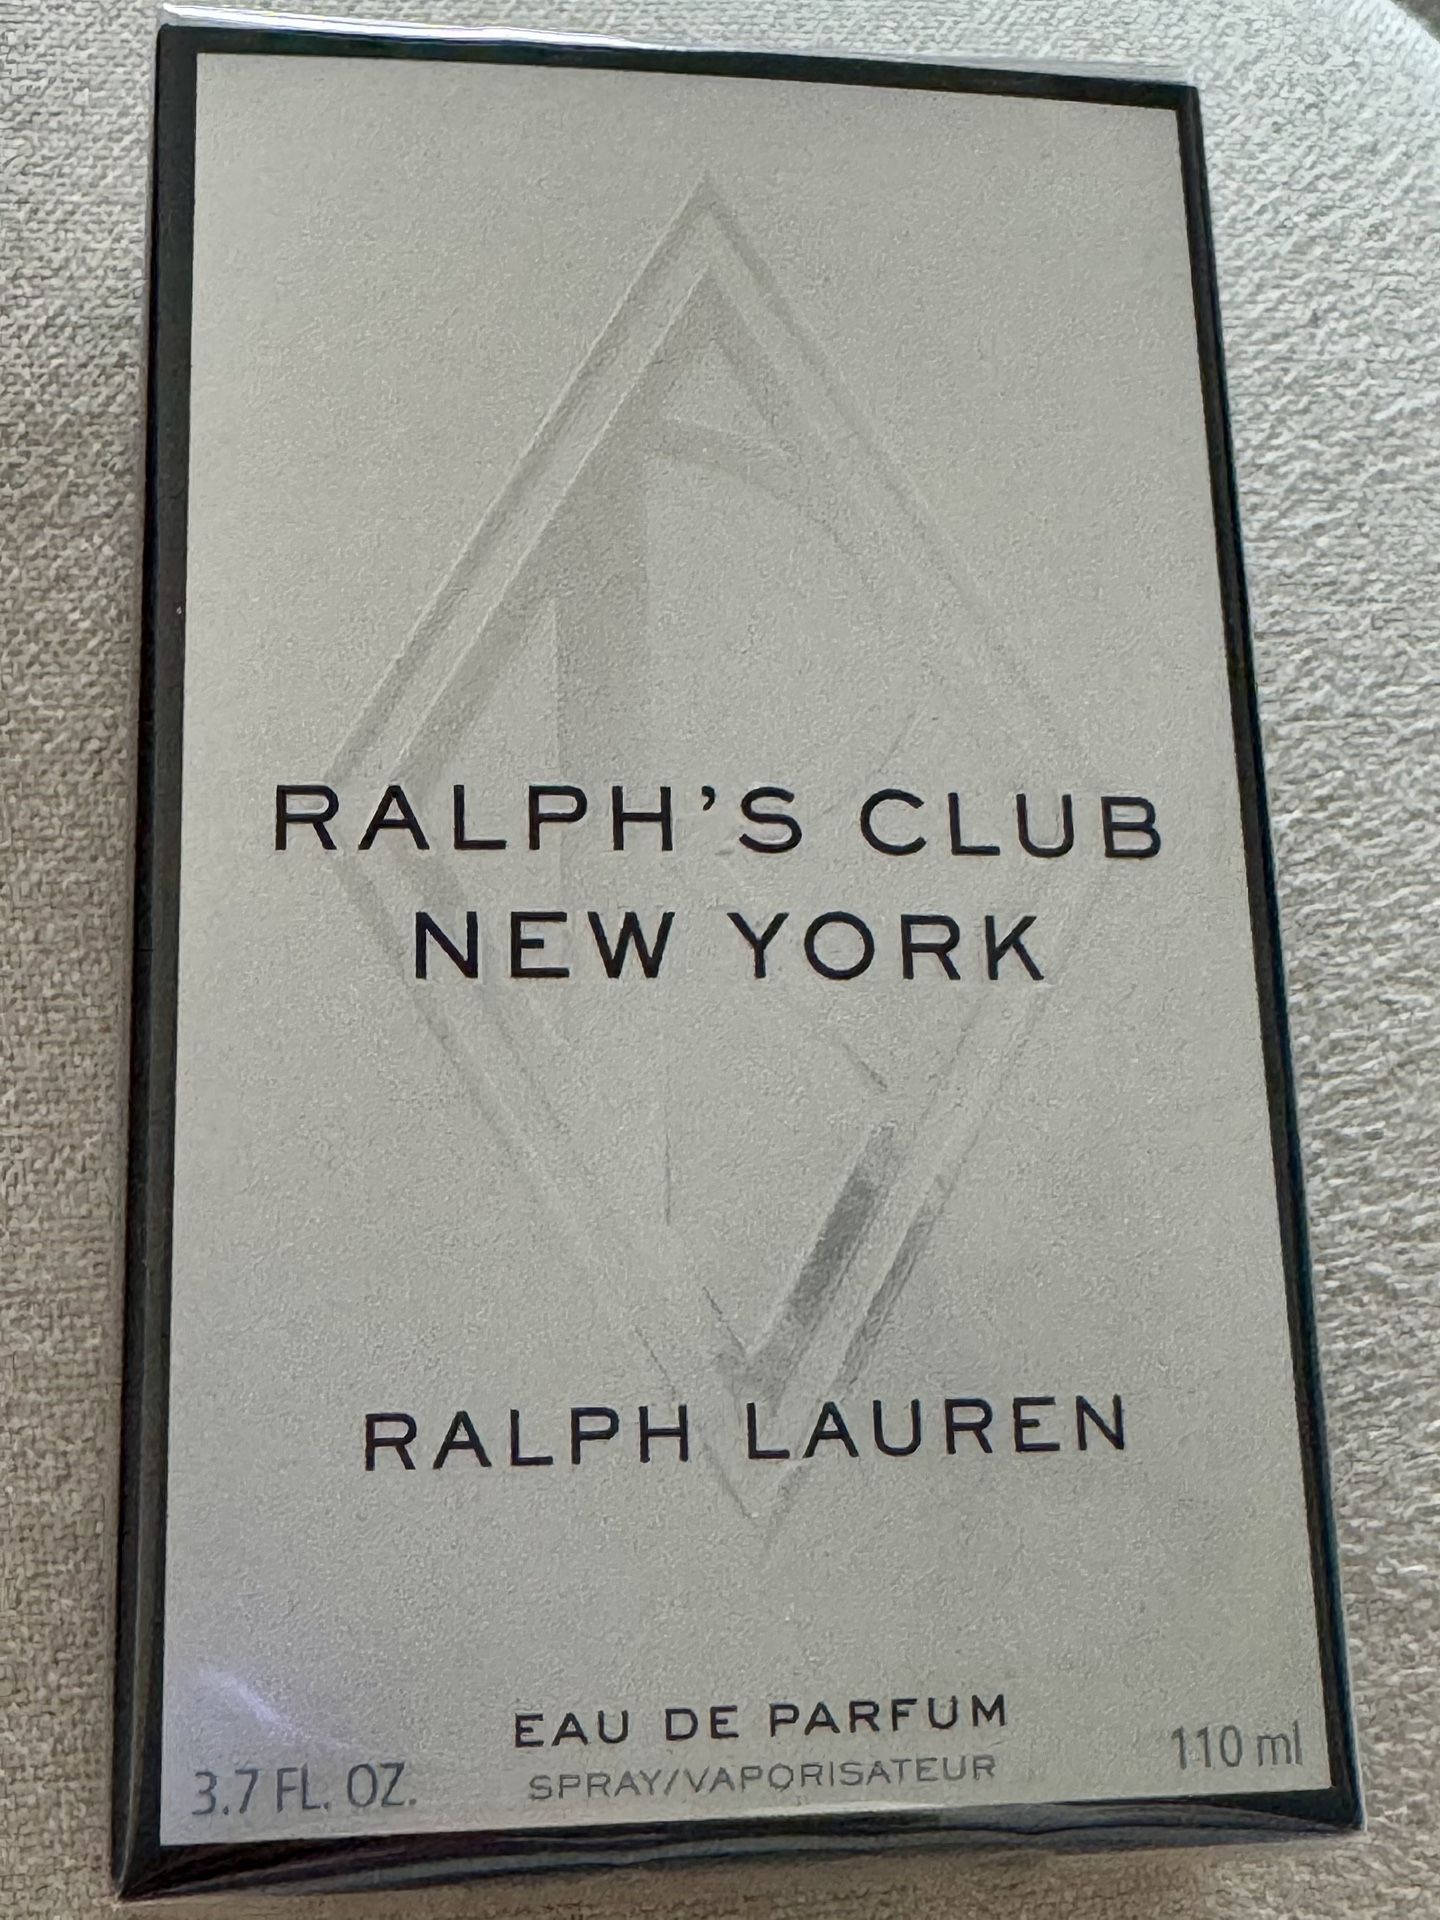 RALPH'S CLUB
NEW YORK
RALPH LAUREN
EAU DE PARFUM
3.7 FL. OZ. SPRAY/VAPORISATEUR 110 ml